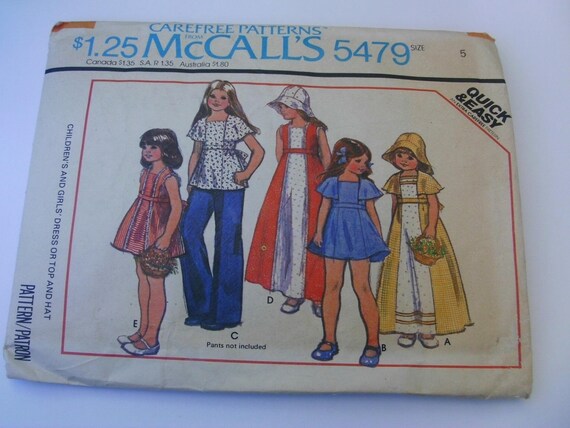 CAREFREE PATTERNS™
FROM
$1.25 McCALL'S 5479 SIZE 5
Canada $1.35 S.A. R 1.35 Australia $1.80
QUICK
& EASY
CHILDREN'S AND GIRLS' DRESS OR TOP AND HAT
PATTERN/PATRON
E
C
Pants not included
D
B
A